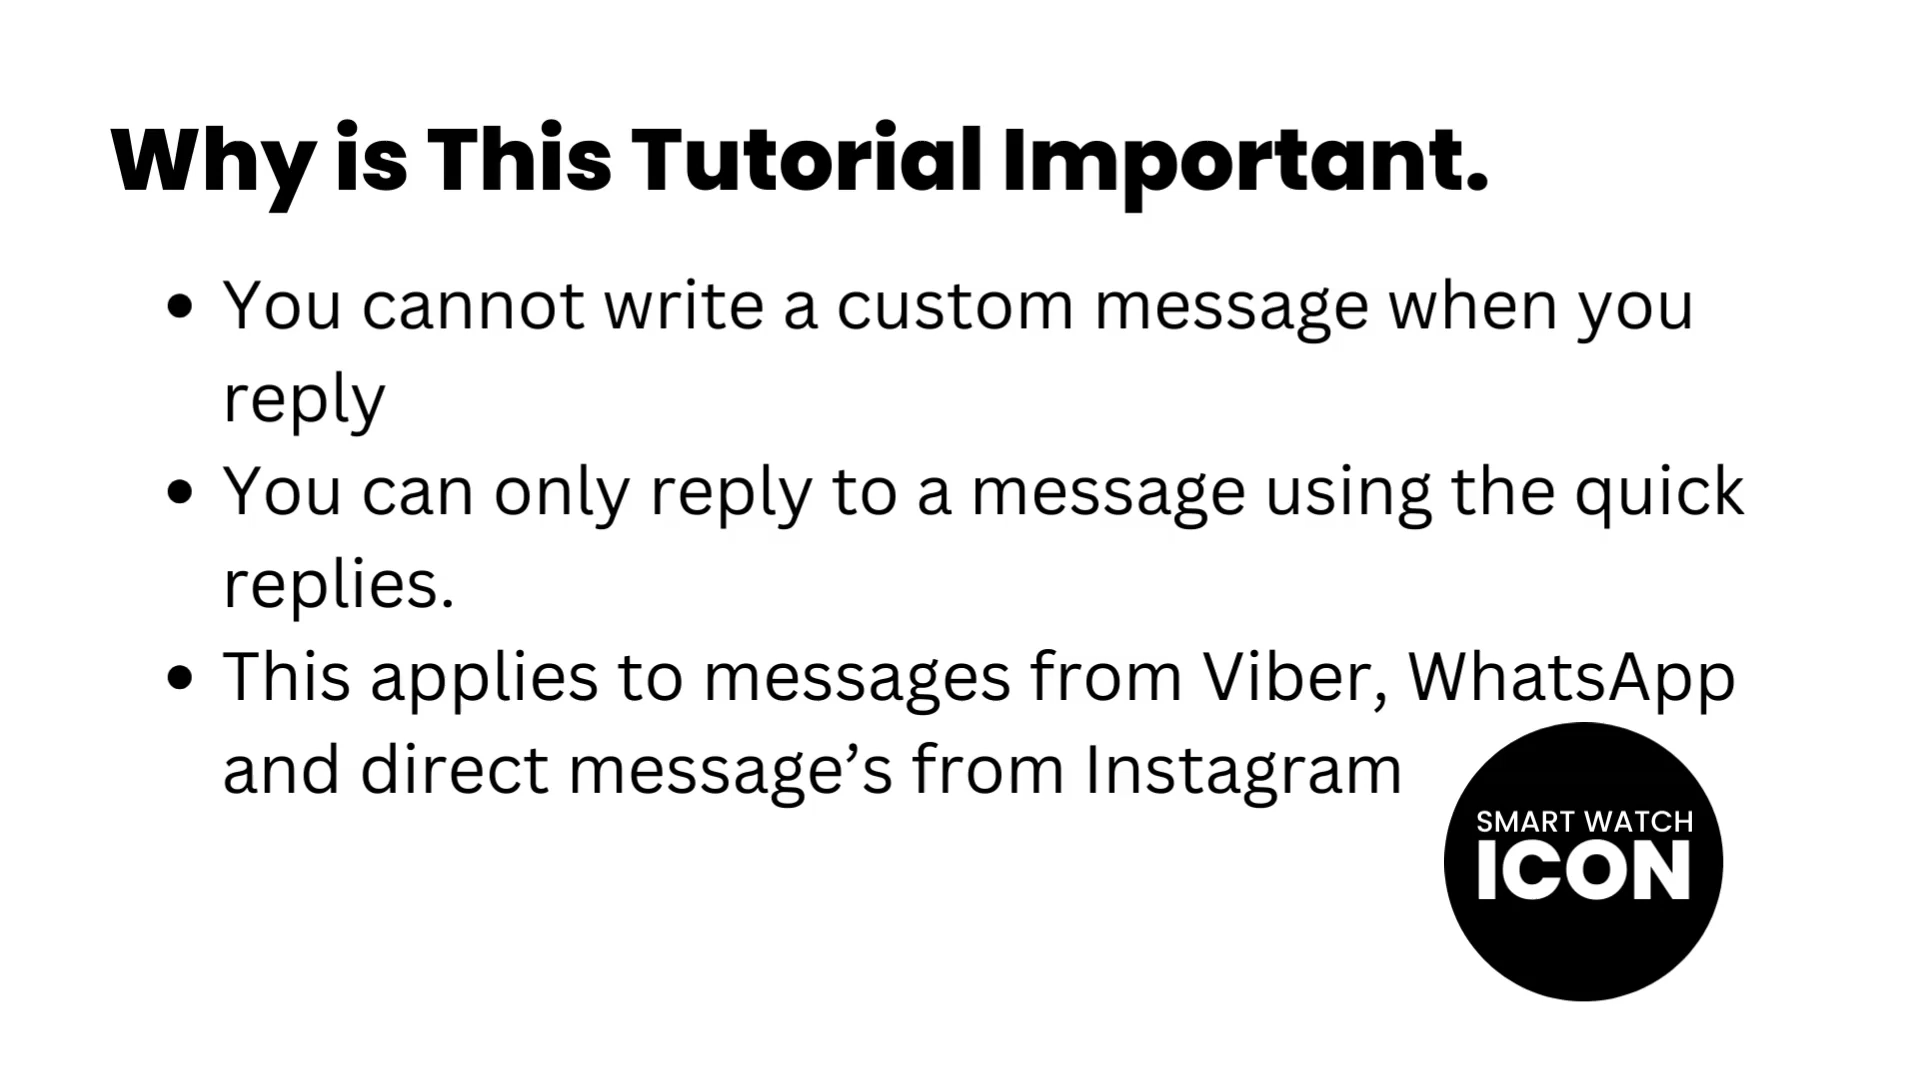 Why is This Tutorial Important.
• You cannot write a custom message when you
reply
• You can only reply to a message using the quick
replies.
• This applies to messages from Viber, WhatsApp
and direct message’s from Instagram
SMART WATCH
ICON